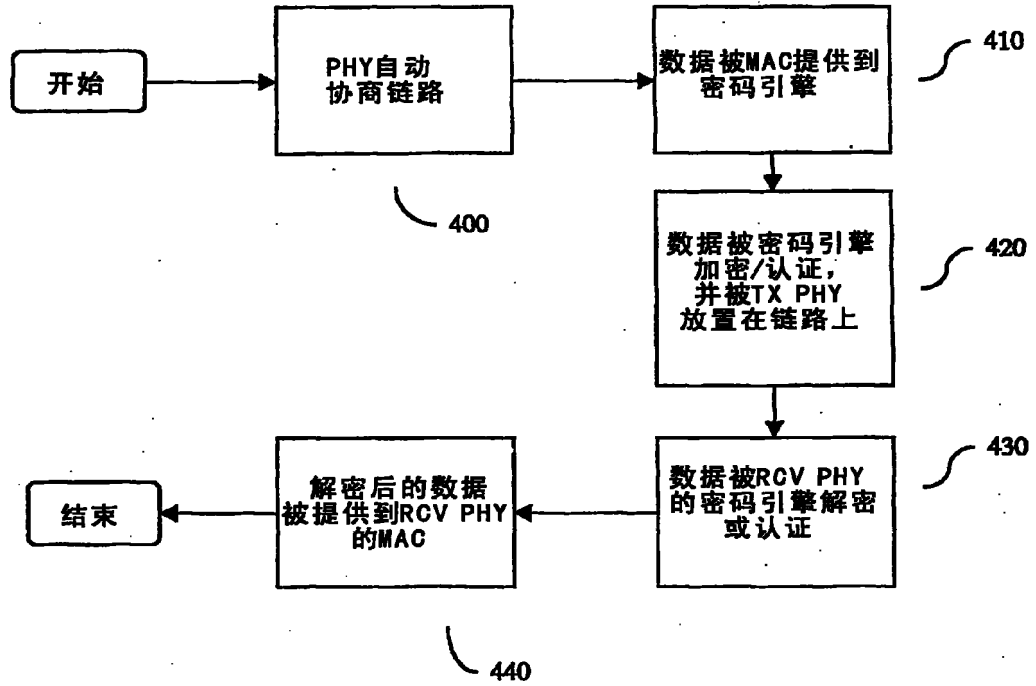 开始
PHY自动
协商链路
400
数据被MAC提供到
密码引擎
410
数据被密码引擎
加密/认证，
并被TX PHY
放置在链路上
420
数据被RCV PHY
的密码引擎解密
或认证
430
解密后的数据
被提供到RCV PHY
的MAC
440
结束